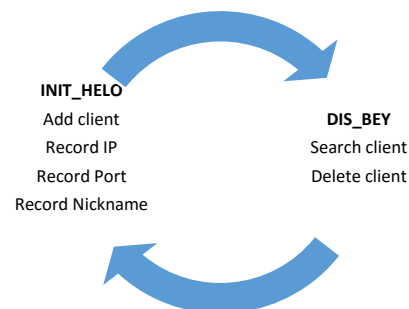 INIT_HELO
Add client
Record IP
Record Port
Record Nickname
DIS_BEY
Search client
Delete client